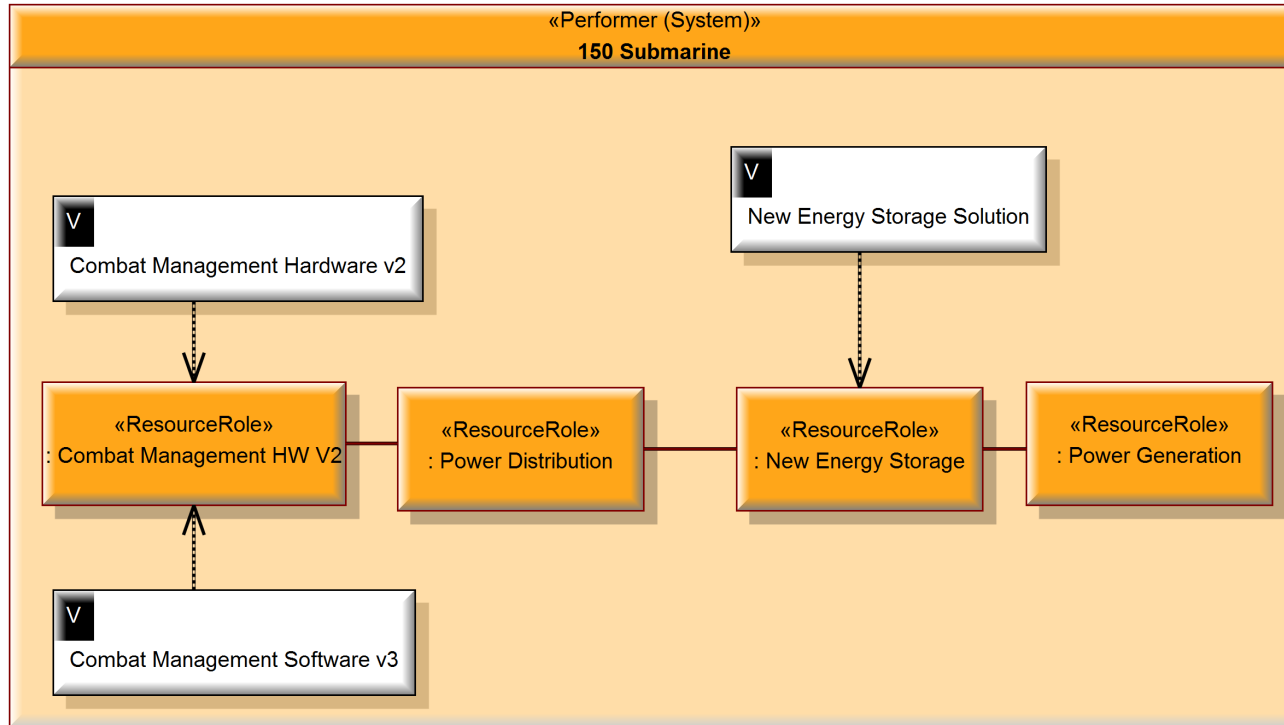 «Performer (System)»
150 Submarine
V
New Energy Storage Solution
V
Combat Management Hardware v2
«ResourceRole»
: Combat Management HW V2
«ResourceRole»
: Power Distribution
«ResourceRole»
: New Energy Storage
«ResourceRole»
: Power Generation
V
Combat Management Software v3